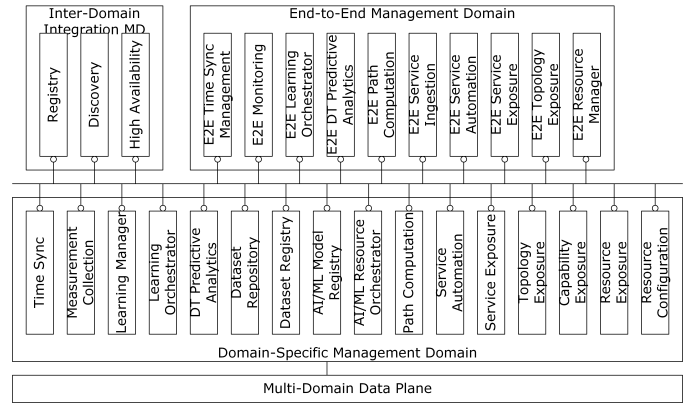 Inter-Domain
Integration MD
Registry
Discovery
High Availability
End-to-End Management Domain
E2E Time Sync
Management
E2E Monitoring
E2E Learning
Orchestrator
E2E DT Predictive
Analytics
E2E Path
Computation
E2E Service
Ingestion
E2E Service
Automation
E2E Service
Exposure
E2E Topology
Exposure
E2E Resource
Manager
Time Sync
Measurement
Collection
Learning Manager
Learning
Orchestrator
DT Predictive
Analytics
Dataset
Repository
Dataset Registry
AI/ML Model
Registry
AI/ML Resource
Orchestrator
Path Computation
Service
Automation
Service Exposure
Topology
Exposure
Capability
Exposure
Resource
Exposure
Resource
Configuration
Domain-Specific Management Domain
Multi-Domain Data Plane